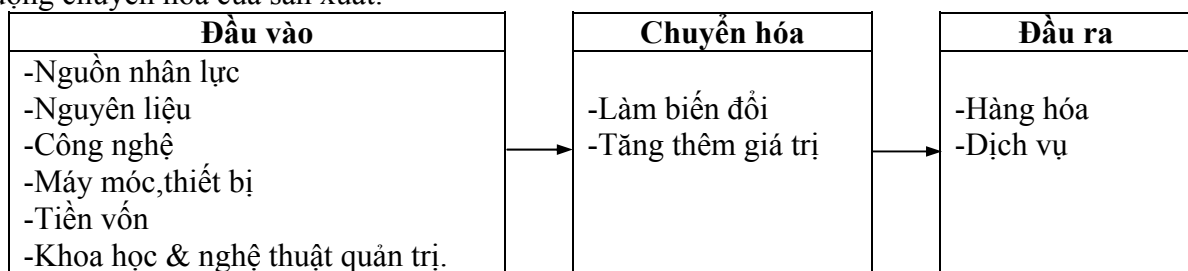 chuyển hóa của sản xuất.
Đầu vào
-Nguồn nhân lực
-Nguyên liệu
-Công nghệ
-Máy móc,thiết bị
-Tiền vốn
-Khoa học & nghệ thuật quản trị.
Chuyển hóa
-Làm biến đổi
-Tăng thêm giá trị
Đầu ra
-Hàng hóa
-Dịch vụ